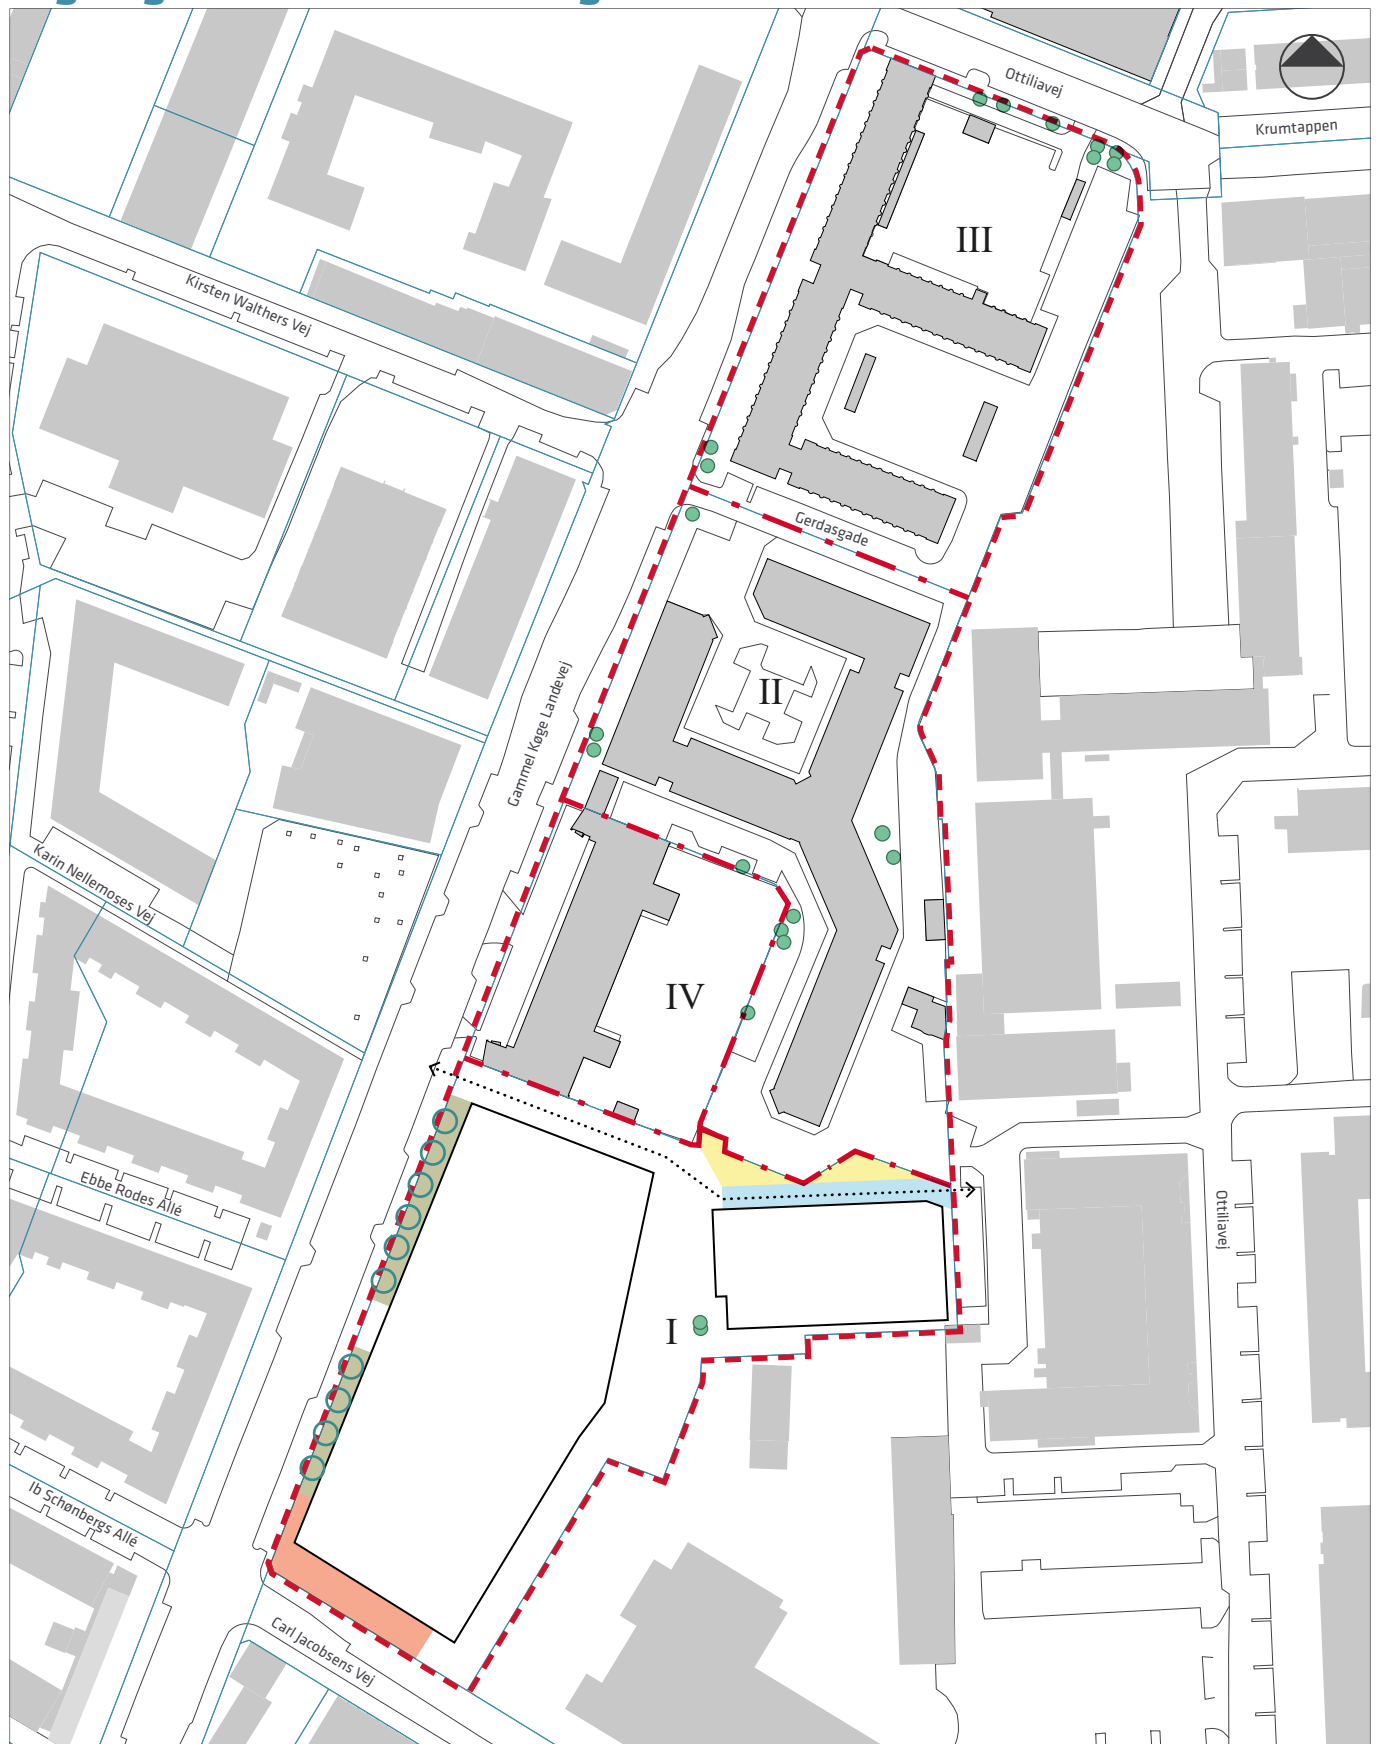 Ottiliavej
Krumtappen
III
Kirsten Walthers Vej
Gerdasgade
II
Gammel Køge Landevej
Karin Nellemoses Vej
IV
Ebbe Rodes Allé
Ottiliavej
I
Ib Schønbergs Allé
Carl Jacobsens Vej